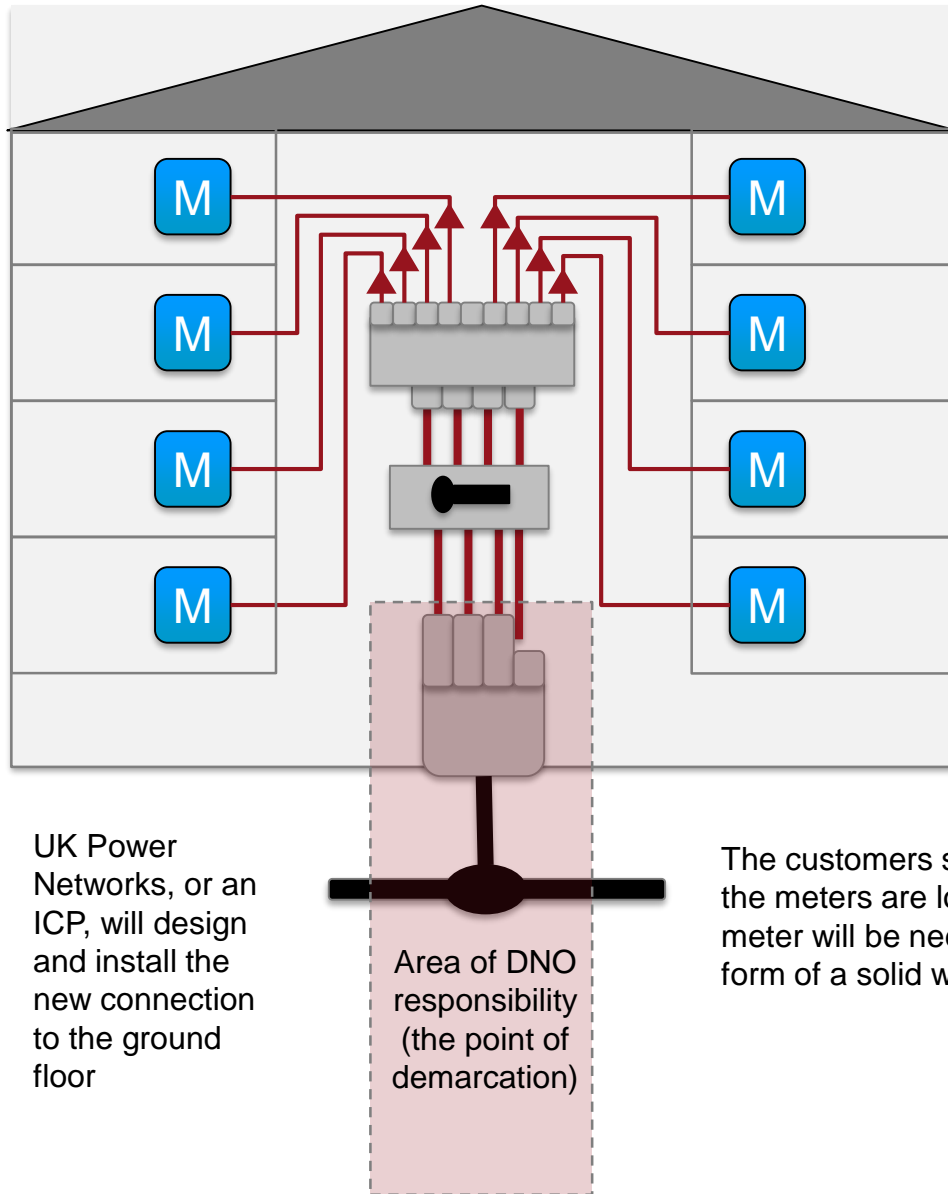 M
M
M
M
M
M
M
M
UK Power
Networks, or an
ICP, will design
and install the
new connection
to the ground
floor
Area of DNO
responsibility
(the point of
demarcation)
The customers s
the meters are lo
meter will be nec
form of a solid w